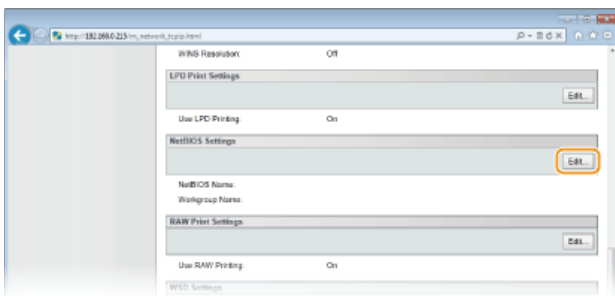 http://192.168.0.215/m_network_tcpip.html
WINS Resolution: Off
LPD Print Settings
Edit...
Use LPD Printing: On
NetBIOS Settings
Edit...
NetBIOS Name:
Workgroup Name:
RAW Print Settings
Edit...
Use RAW Printing: On
WSD Settings